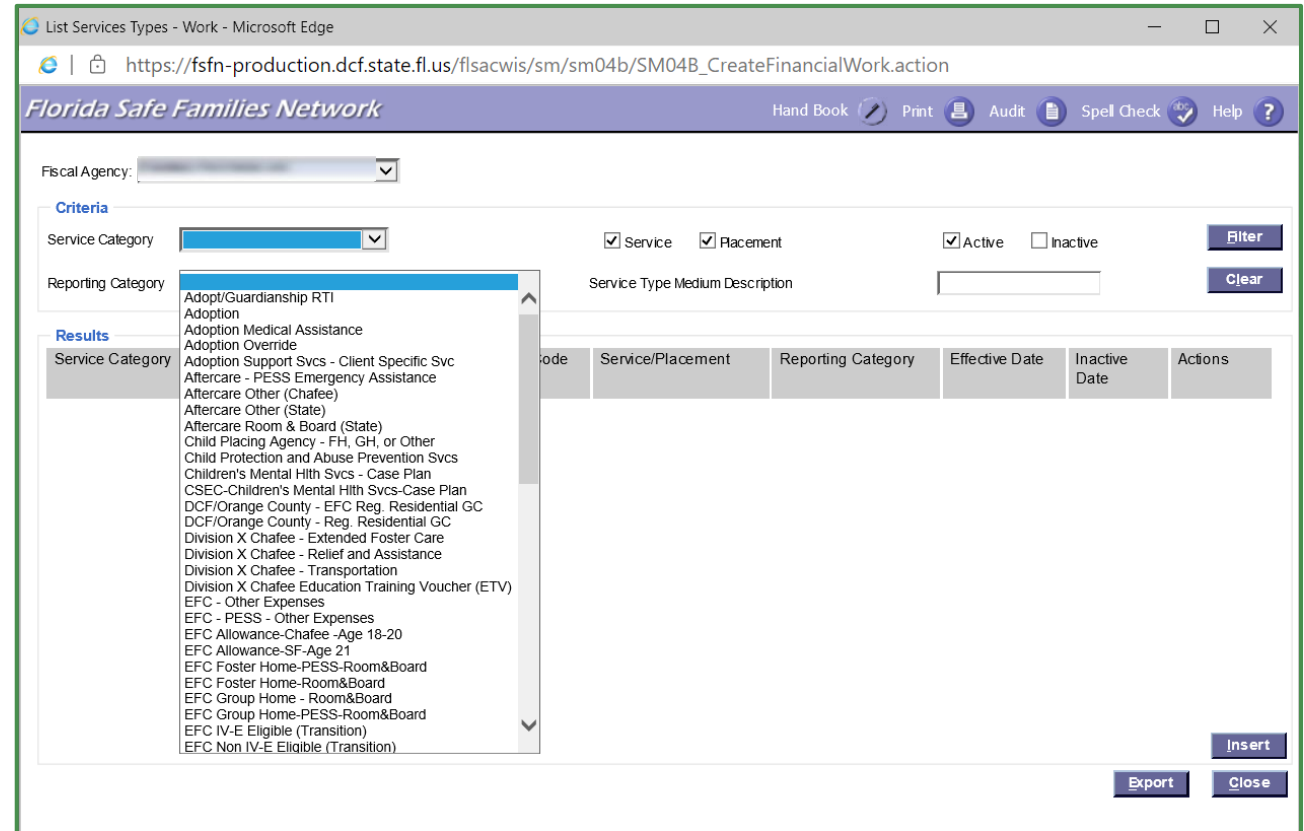 List Services Types - Work - Microsoft Edge
https://fsfn-production.dcf.state.fl.us/flsacwis/sm/sm04b/SM04B_CreateFinancialWork.action
Florida Safe Families Network Hand Book Print Audit Spell Check abc Help ?
Fiscal Agency:
Criteria
Service Category Service Placement Active Inactive Filter
Reporting Category Service Type Medium Description Clear
Adopt/Guardianship RTI
Adoption
Adoption Medical Assistance
Adoption Override
Adoption Support Svcs - Client Specific Svc
Aftercare - PESS Emergency Assistance
Aftercare Other (Chafee)
Aftercare Other (State)
Aftercare Room & Board (State)
Child Placing Agency - FH, GH, or Other
Child Protection and Abuse Prevention Svcs
Children's Mental Hlth Svcs - Case Plan
CSEC-Children's Mental Hlth Svcs-Case Plan
DCF/Orange County - EFC Reg. Residential GC
DCF/Orange County - Reg. Residential GC
Division X Chafee - Extended Foster Care
Division X Chafee - Relief and Assistance
Division X Chafee - Transportation
Division X Chafee Education Training Voucher (ETV)
EFC - Other Expenses
EFC - PESS - Other Expenses
EFC Allowance-Chafee -Age 18-20
EFC Allowance-SF-Age 21
EFC Foster Home-PESS-Room&Board
EFC Foster Home-Room&Board
EFC Group Home - Room&Board
EFC Group Home-PESS-Room&Board
EFC IV-E Eligible (Transition)
EFC Non IV-E Eligible (Transition)
Results
Service Category Code Service/Placement Reporting Category Effective Date Inactive Date Actions
Insert
Export Close